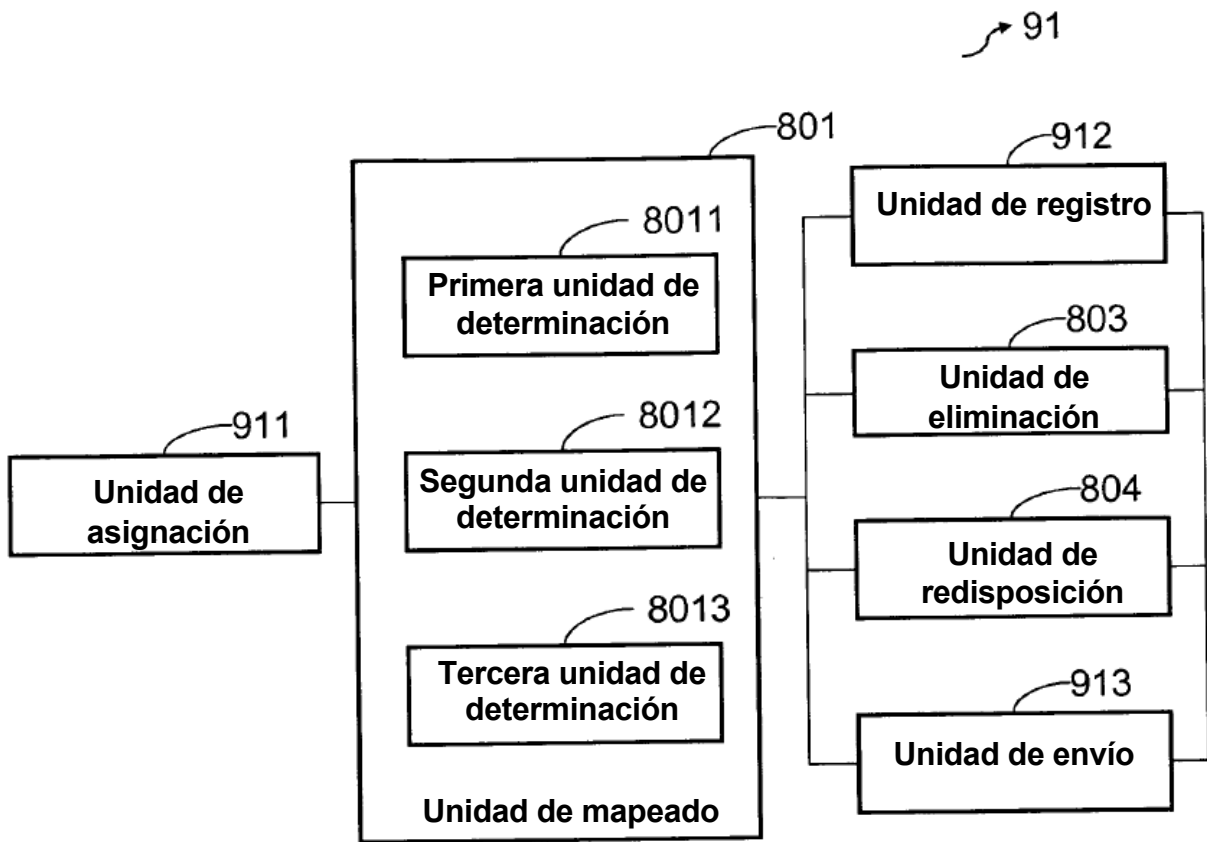 91
801
912
Unidad de registro
8011
Primera unidad de
determinación
803
Unidad de
eliminación
911
Unidad de
asignación
8012
Segunda unidad de
determinación
804
Unidad de
redisposición
8013
Tercera unidad de
determinación
913
Unidad de envío
Unidad de mapeado